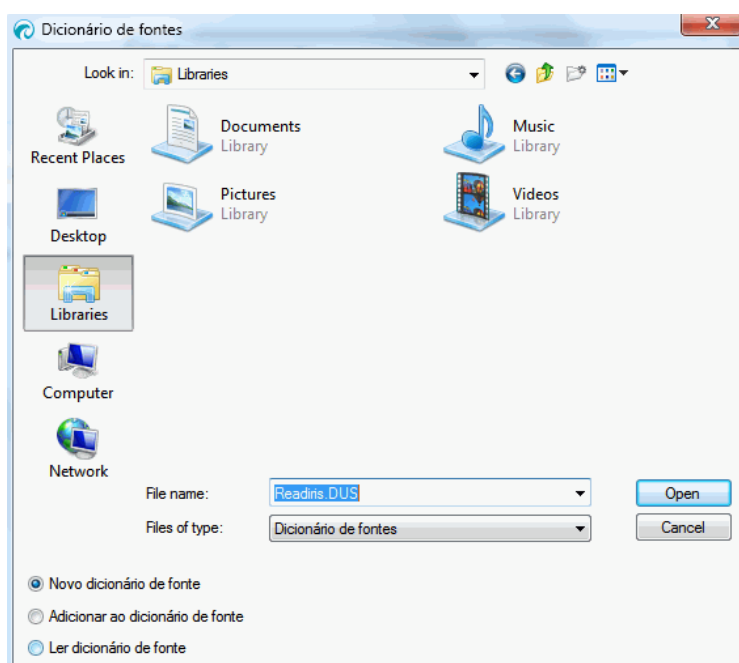 Dicionário de fontes
Look in: Libraries
Documents
Library
Music
Library
Pictures
Library
Videos
Library
Recent Places
Desktop
Libraries
Computer
Network
File name: Readiris.DUS Open
Files of type: Dicionário de fontes Cancel
Novo dicionário de fonte
Adicionar ao dicionário de fonte
Ler dicionário de fonte